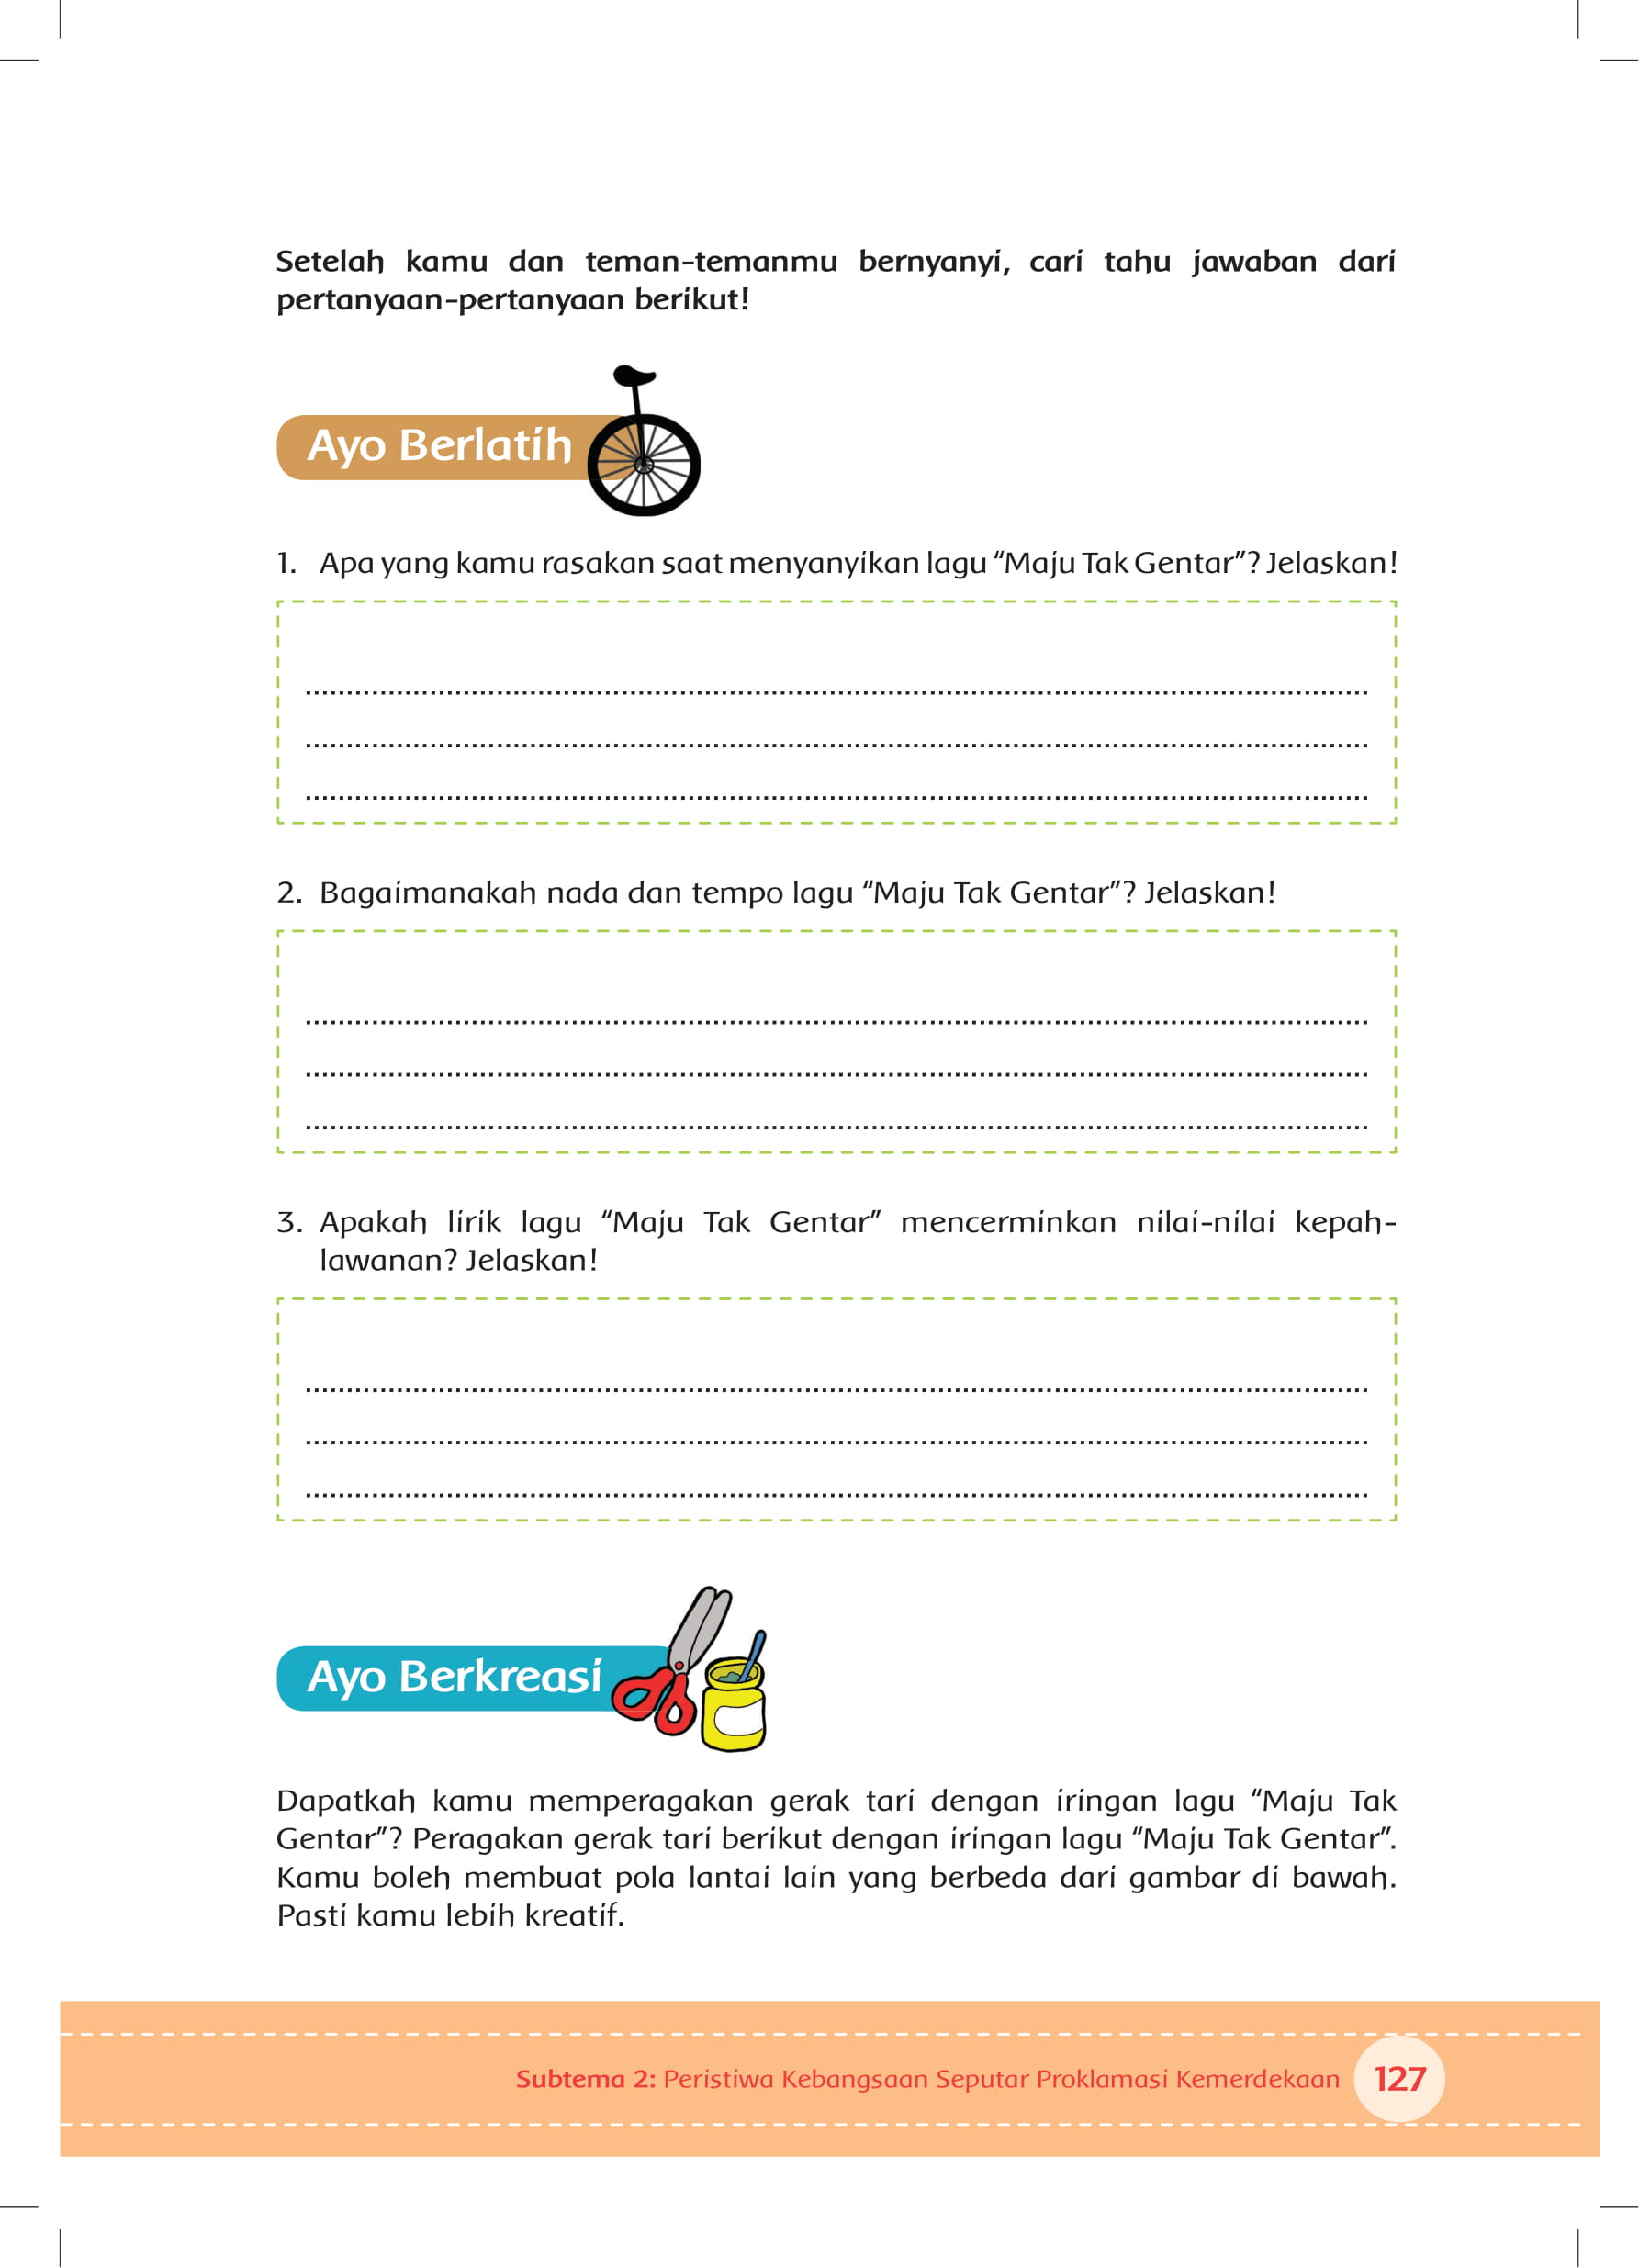 Setelah kamu dan teman-temanmu bernyanyi, cari tahu jawaban dari
pertanyaan-pertanyaan berikut!
Ayo Berlatih
1. Apa yang kamu rasakan saat menyanyikan lagu “Maju Tak Gentar”? Jelaskan!
2. Bagaimanakah nada dan tempo lagu “Maju Tak Gentar”? Jelaskan!
3. Apakah lirik lagu “Maju Tak Gentar” mencerminkan nilai-nilai kepah-
lawanan? Jelaskan!
Ayo Berkreasi
Dapatkah kamu memperagakan gerak tari dengan iringan lagu “Maju Tak
Gentar”? Peragakan gerak tari berikut dengan iringan lagu “Maju Tak Gentar”.
Kamu boleh membuat pola lantai lain yang berbeda dari gambar di bawah.
Pasti kamu lebih kreatif.
Subtema 2: Peristiwa Kebangsaan Seputar Proklamasi Kemerdekaan 127